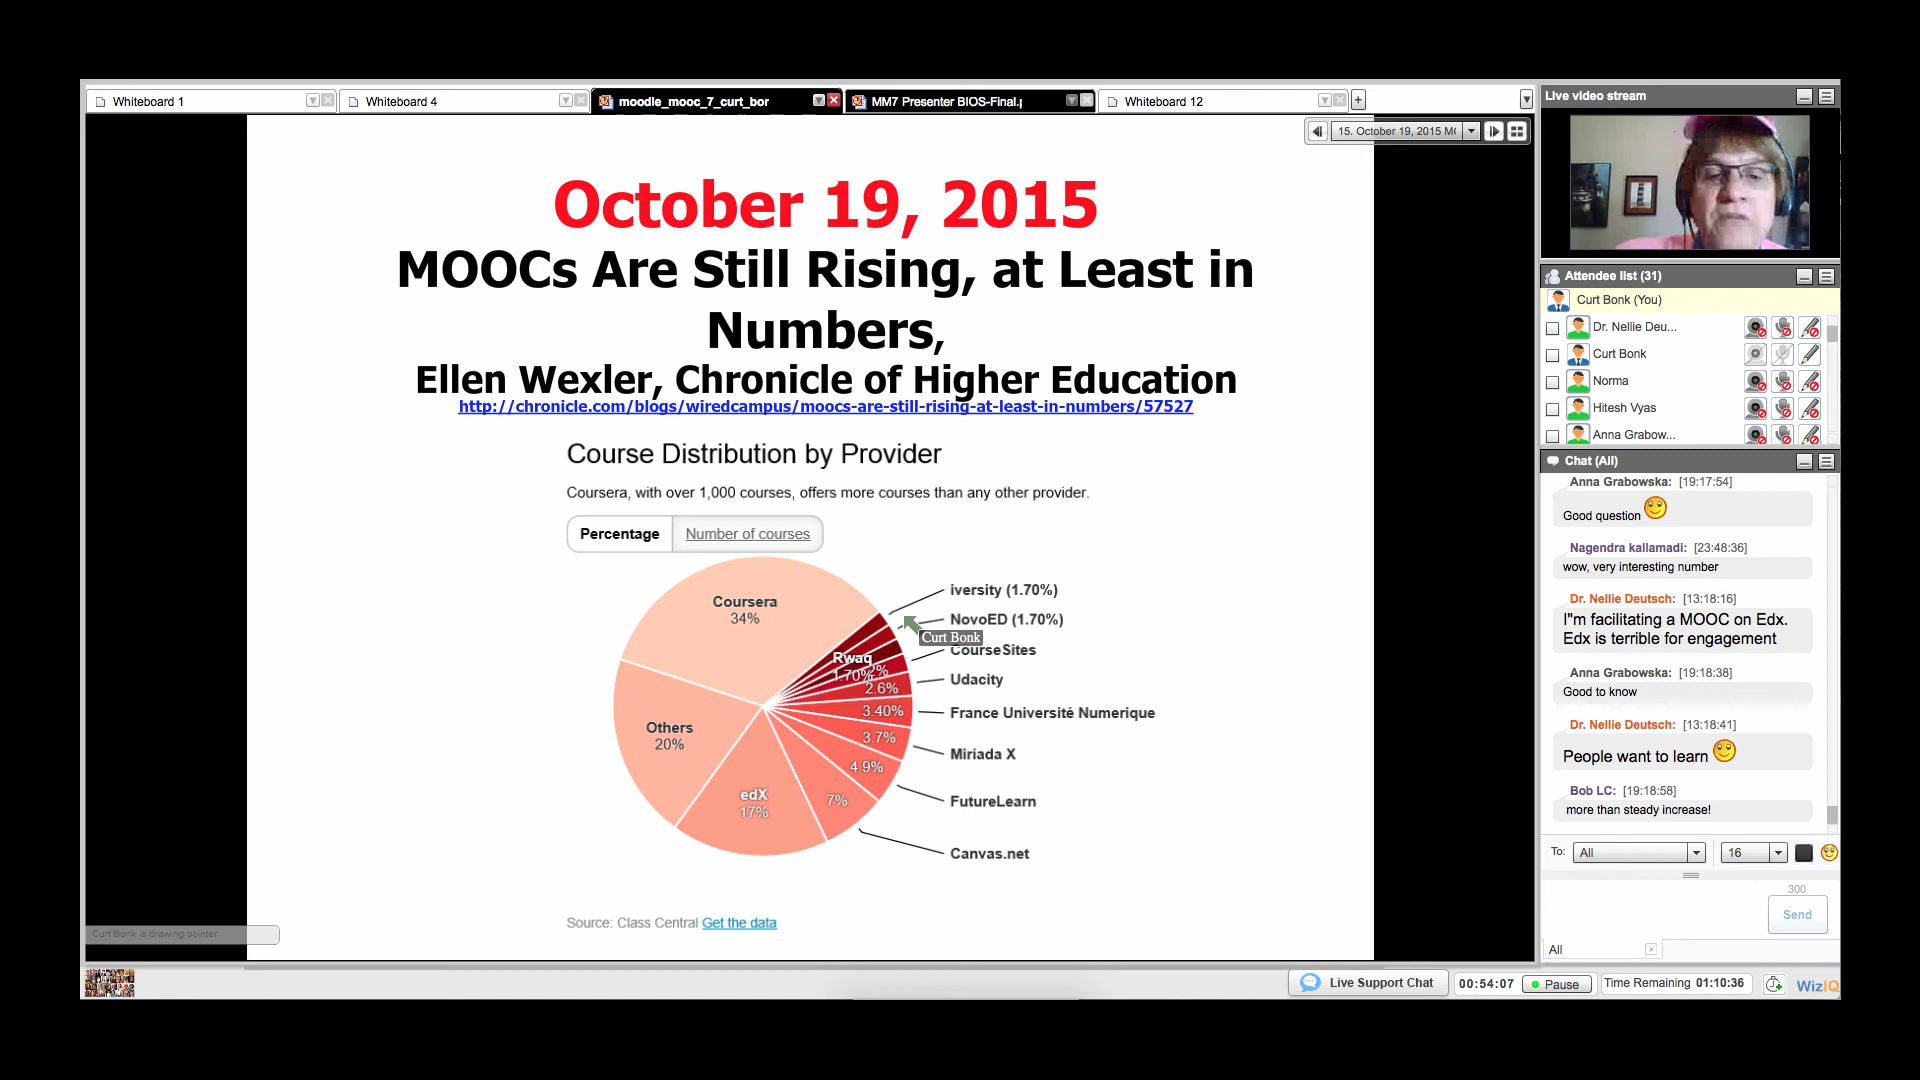 Whiteboard 1
Whiteboard 4
moodle_mooc_7_curt_bor
MM7 Presenter BIOS-Final.p
Whiteboard 12
+
15. October 19, 2015 M
October 19, 2015
MOOCs Are Still Rising, at Least in
Numbers,
Ellen Wexler, Chronicle of Higher Education
http://chronicle.com/blogs/wiredcampus/moocs-are-still-rising-at-least-in-numbers/57527
Course Distribution by Provider
Coursera, with over 1,000 courses, offers more courses than any other provider.
Percentage
Number of courses
Coursera
34%
Others
20%
edX
17%
7%
4.9%
3.7%
3.40%
2.6%
2%
Rwaq
1.70%
iversity (1.70%)
NovoED (1.70%)
Curt Bonk
CourseSites
Udacity
France Université Numerique
Miríada X
FutureLearn
Canvas.net
Source: Class Central Get the data
Curt Bonk is drawing pointer
Live video stream
Attendee list (31)
Curt Bonk (You)
Dr. Nellie Deu...
Curt Bonk
Norma
Hitesh Vyas
Anna Grabow...
Chat (All)
Anna Grabowska: [19:17:54]
Good question
Nagendra kallamadi: [23:48:36]
wow, very interesting number
Dr. Nellie Deutsch: [13:18:16]
I"m facilitating a MOOC on Edx.
Edx is terrible for engagement
Anna Grabowska: [19:18:38]
Good to know
Dr. Nellie Deutsch: [13:18:41]
People want to learn
Bob LC: [19:18:58]
more than steady increase!
To: All 16
300
Send
All
Live Support Chat
00:54:07
Pause
Time Remaining 01:10:36
WizIQ